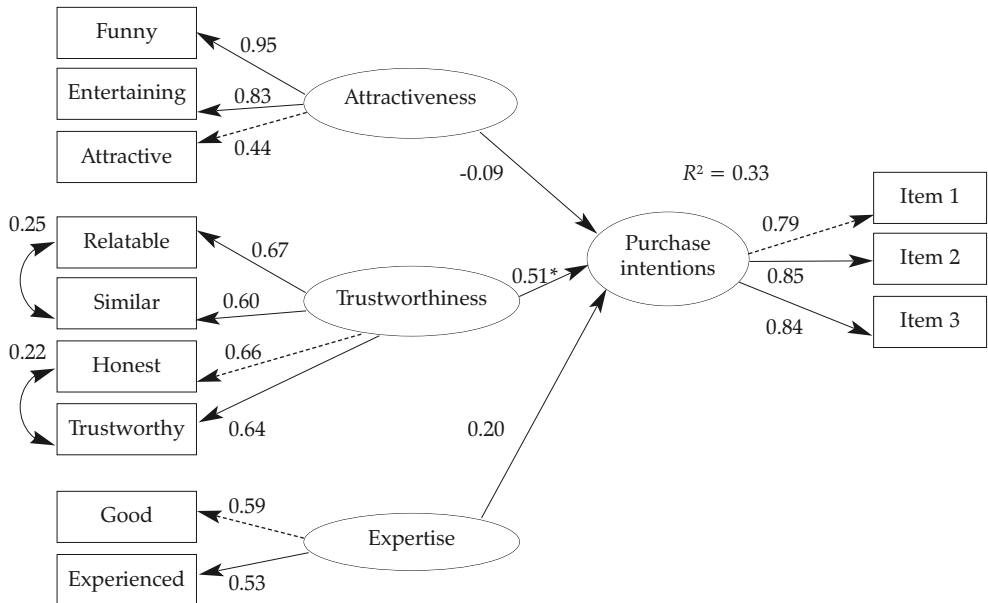 Funny
0.95
Entertaining
0.83
Attractive
0.44
Attractiveness
-0.09
0.25
Relatable
0.67
Similar
0.60
Trustworthiness
0.51*
0.22
Honest
0.66
Trustworthy
0.64
Good
0.59
Experienced
0.53
Expertise
0.20
R² = 0.33
Purchase
intentions
0.79
Item 1
0.85
Item 2
0.84
Item 3